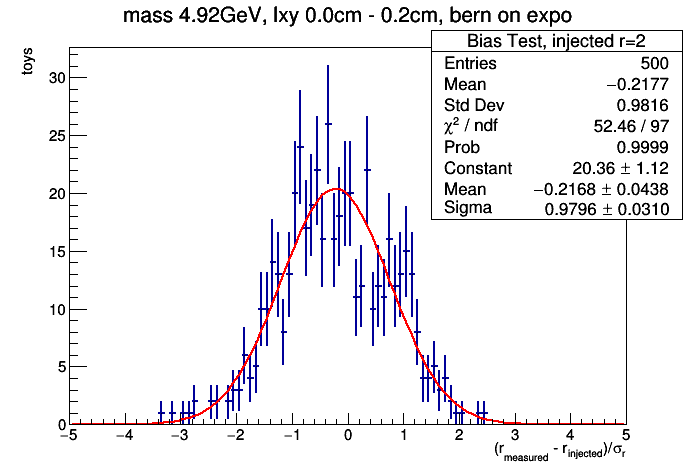 mass 4.92GeV, lxy 0.0cm - 0.2cm, bern on expo
Bias Test, injected r=2
Entries 500
Mean −0.2177
Std Dev 0.9816
χ² / ndf 52.46 / 97
Prob 0.9999
Constant 20.36 ± 1.12
Mean −0.2168 ± 0.0438
Sigma 0.9796 ± 0.0310
toys
30
25
20
15
10
5
0
−5 −4 −3 −2 −1 0 1 2 3 4 5
(r measured - r injected)/σr